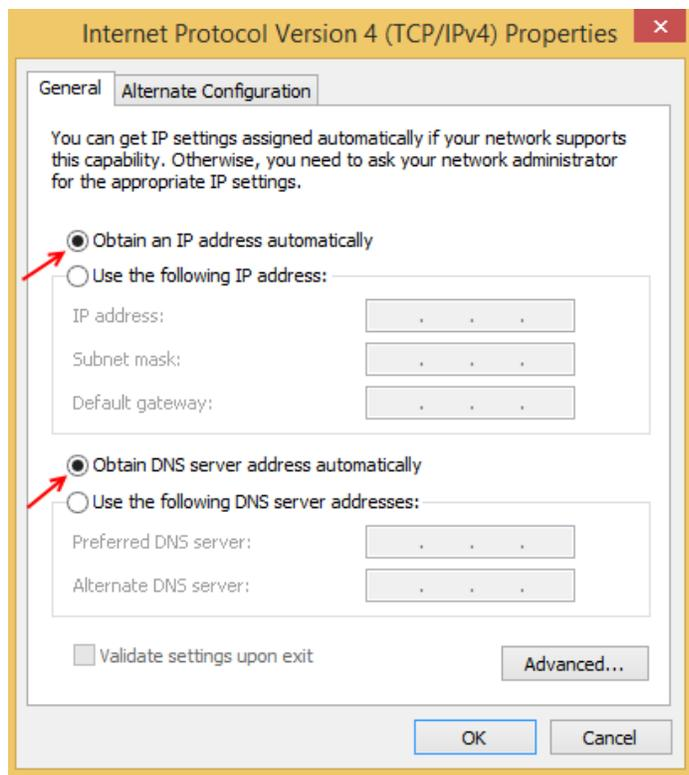 Internet Protocol Version 4 (TCP/IPv4) Properties
General
Alternate Configuration
You can get IP settings assigned automatically if your network supports
this capability. Otherwise, you need to ask your network administrator
for the appropriate IP settings.
Obtain an IP address automatically
Use the following IP address:
IP address:
Subnet mask:
Default gateway:
Obtain DNS server address automatically
Use the following DNS server addresses:
Preferred DNS server:
Alternate DNS server:
Validate settings upon exit
Advanced...
OK
Cancel